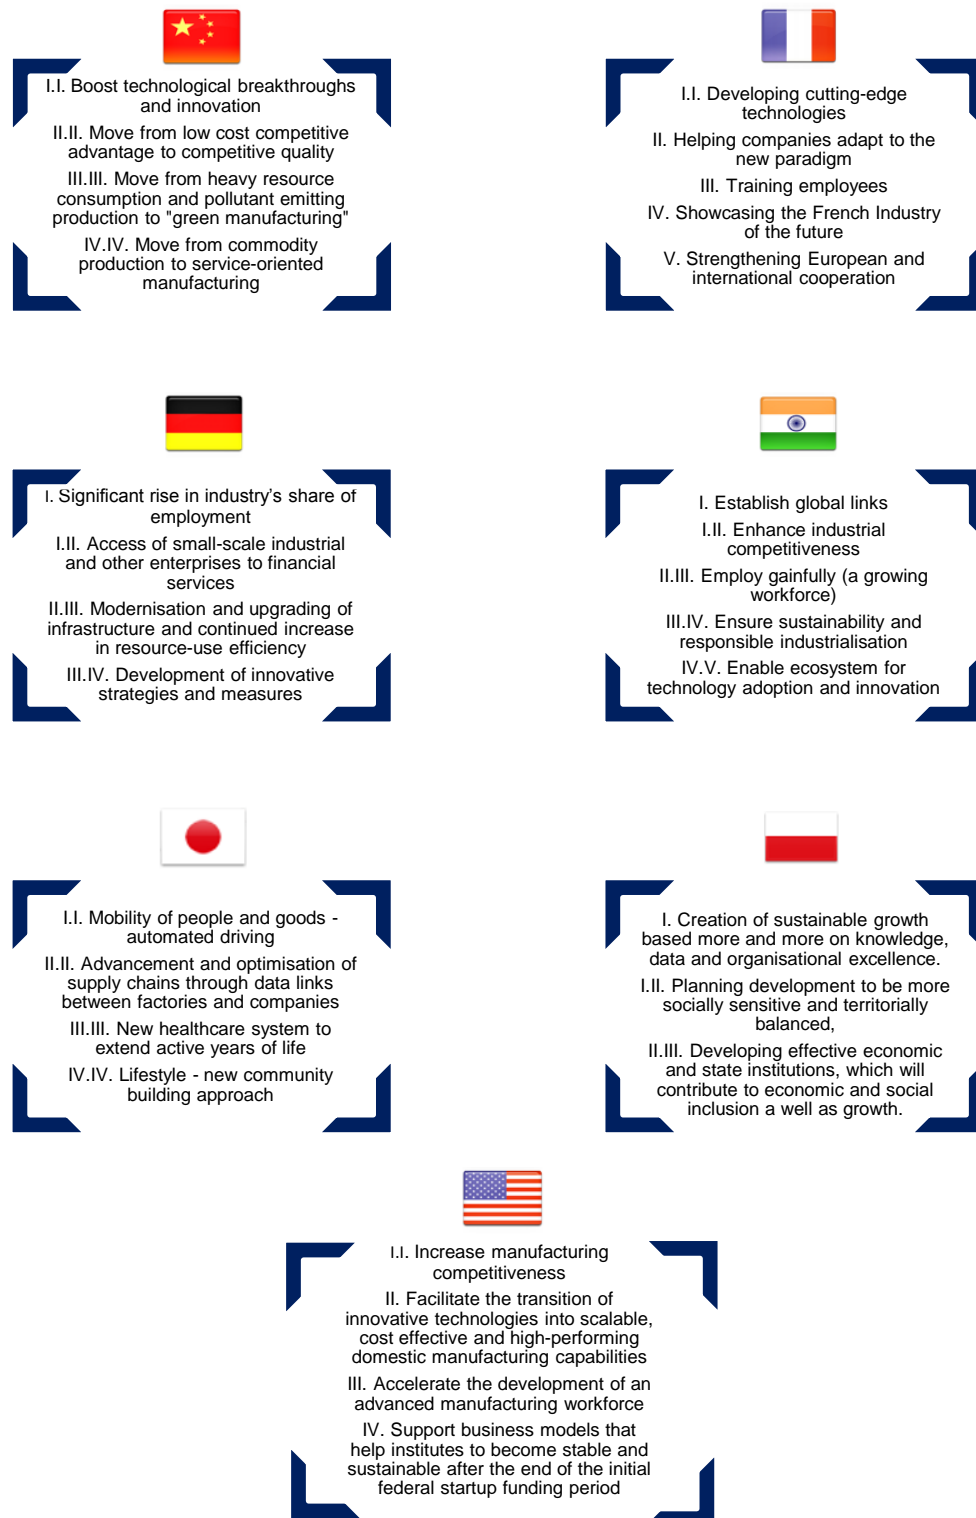 I.I. Boost technological breakthroughs
and innovation
II.II. Move from low cost competitive
advantage to competitive quality
III.III. Move from heavy resource
consumption and pollutant emitting
production to "green manufacturing"
IV.IV. Move from commodity
production to service-oriented
manufacturing
I.I. Developing cutting-edge
technologies
II. Helping companies adapt to the
new paradigm
III. Training employees
IV. Showcasing the French Industry
of the future
V. Strengthening European and
international cooperation
I. Significant rise in industry's share of
employment
I.II. Access of small-scale industrial
and other enterprises to financial
services
II.III. Modernisation and upgrading of
infrastructure and continued increase
in resource-use efficiency
III.IV. Development of innovative
strategies and measures
I. Establish global links
I.II. Enhance industrial
competitiveness
II.III. Employ gainfully (a growing
workforce)
III.IV. Ensure sustainability and
responsible industrialisation
IV.V. Enable ecosystem for
technology adoption and innovation
I.I. Mobility of people and goods -
automated driving
II.II. Advancement and optimisation of
supply chains through data links
between factories and companies
III.III. New healthcare system to
extend active years of life
IV.IV. Lifestyle - new community
building approach
I. Creation of sustainable growth
based more and more on knowledge,
data and organisational excellence.
I.II. Planning development to be more
socially sensitive and territorially
balanced,
II.III. Developing effective economic
and state institutions, which will
contribute to economic and social
inclusion a well as growth.
I.I. Increase manufacturing
competitiveness
II. Facilitate the transition of
innovative technologies into scalable,
cost effective and high-performing
domestic manufacturing capabilities
III. Accelerate the development of an
advanced manufacturing workforce
IV. Support business models that
help institutes to become stable and
sustainable after the end of the initial
federal startup funding period